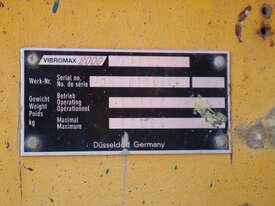 VIBROMAX
Werk-Nr. Serial no.
No. de série
Gewicht Betrieb
Weight Operating
Poids Opérationnel
kg Maximal
Maximum
Düsseldorf Germany